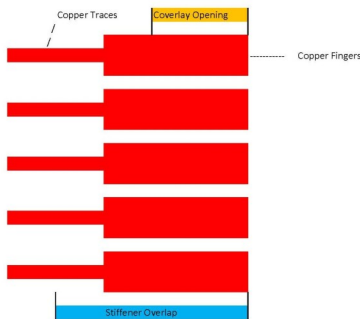 Copper Traces
Coverlay Opening
Copper Fingers
Stiffener Overlap